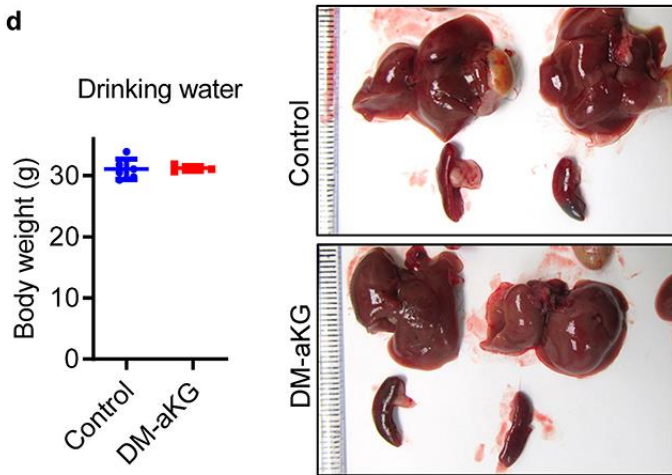 d
Drinking water
Body weight (g)
30
20
10
0
Control
DM-aKG
Control
DM-aKG